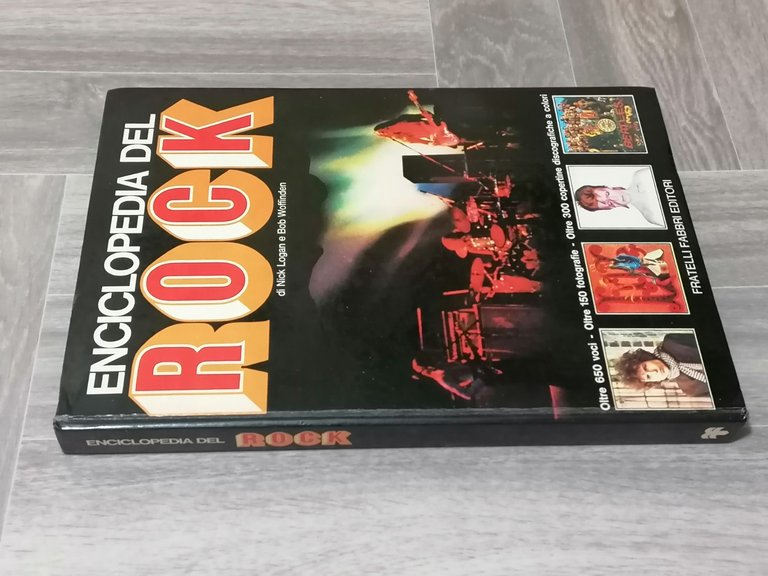 ENCICLOPEDIA DEL
ROCK
di Nick Logan e Bob Woffinden
Oltre 650 voci - Oltre 150 fotografie - Oltre 300 copertine discografiche a colori
FRATELLI FABBRI EDITORI
ENCICLOPEDIA DEL ROCK